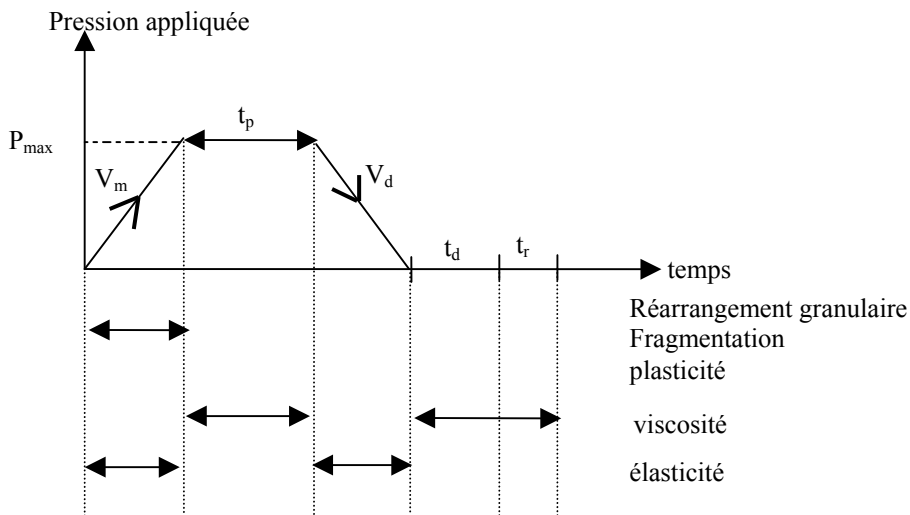 Pression appliquée
t_p
P_max
V_m
V_d
t_d
t_r
temps
Réarrangement granulaire
Fragmentation
plasticité
viscosité
élasticité